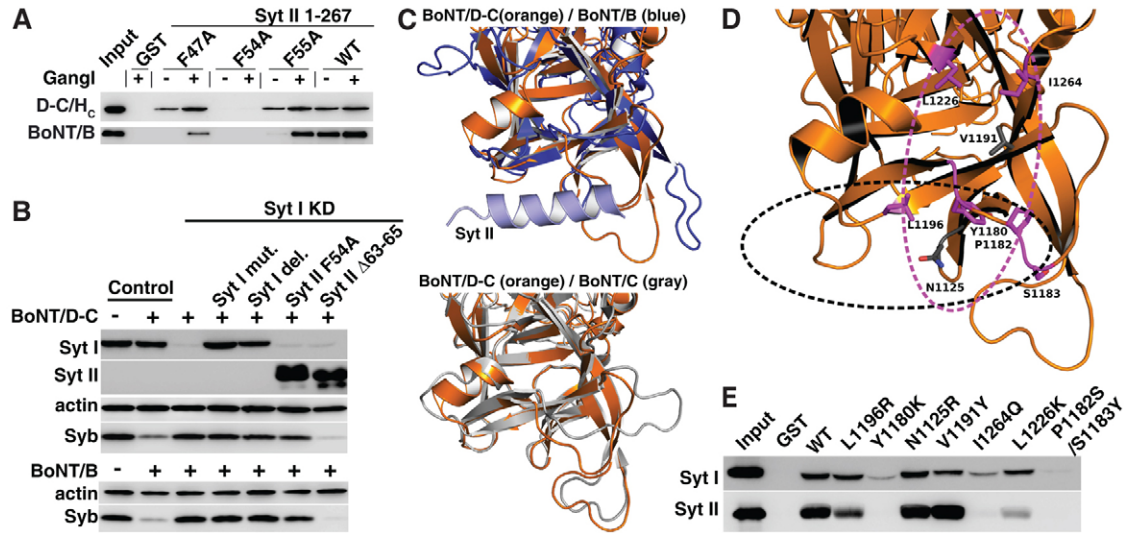 A
Syt II 1-267
Input
GST
F47A
F54A
F55A
WT
Gangl
+ - + - + - + - +
D-C/HC
BoNT/B
B
Syt I KD
Control
Syt I mut.
Syt I del.
Syt II F54A
Syt II Δ63-65
BoNT/D-C - + + + + + +
Syt I
Syt II
actin
Syb
BoNT/B - + + + + + +
actin
Syb
C
BoNT/D-C(orange) / BoNT/B (blue)
Syt II
BoNT/D-C (orange) / BoNT/C (gray)
D
L1226
I1264
V1191
L1196
Y1180
P1182
N1125
S1183
E
Input
GST
WT
L1196R
Y1180K
N1125R
V1191Y
I1264Q
L1226K
P1182S
/S1183Y
Syt I
Syt II